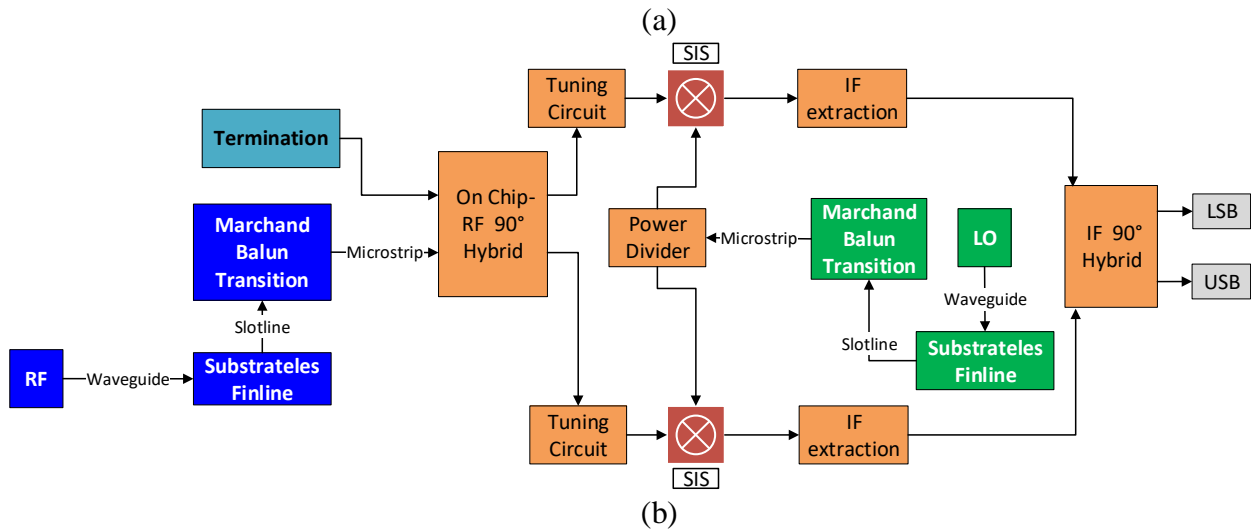 (a)
SIS
Tuning
Circuit
IF
extraction
Termination
On Chip-
RF 90°
Hybrid
Marchand
Balun
Transition
Microstrip
Power
Divider
Microstrip
Marchand
Balun
Transition
LO
IF 90°
Hybrid
LSB
USB
Waveguide
Slotline
Slotline
RF
Waveguide
Substrateles
Finline
Substrateles
Finline
Tuning
Circuit
IF
extraction
SIS
(b)